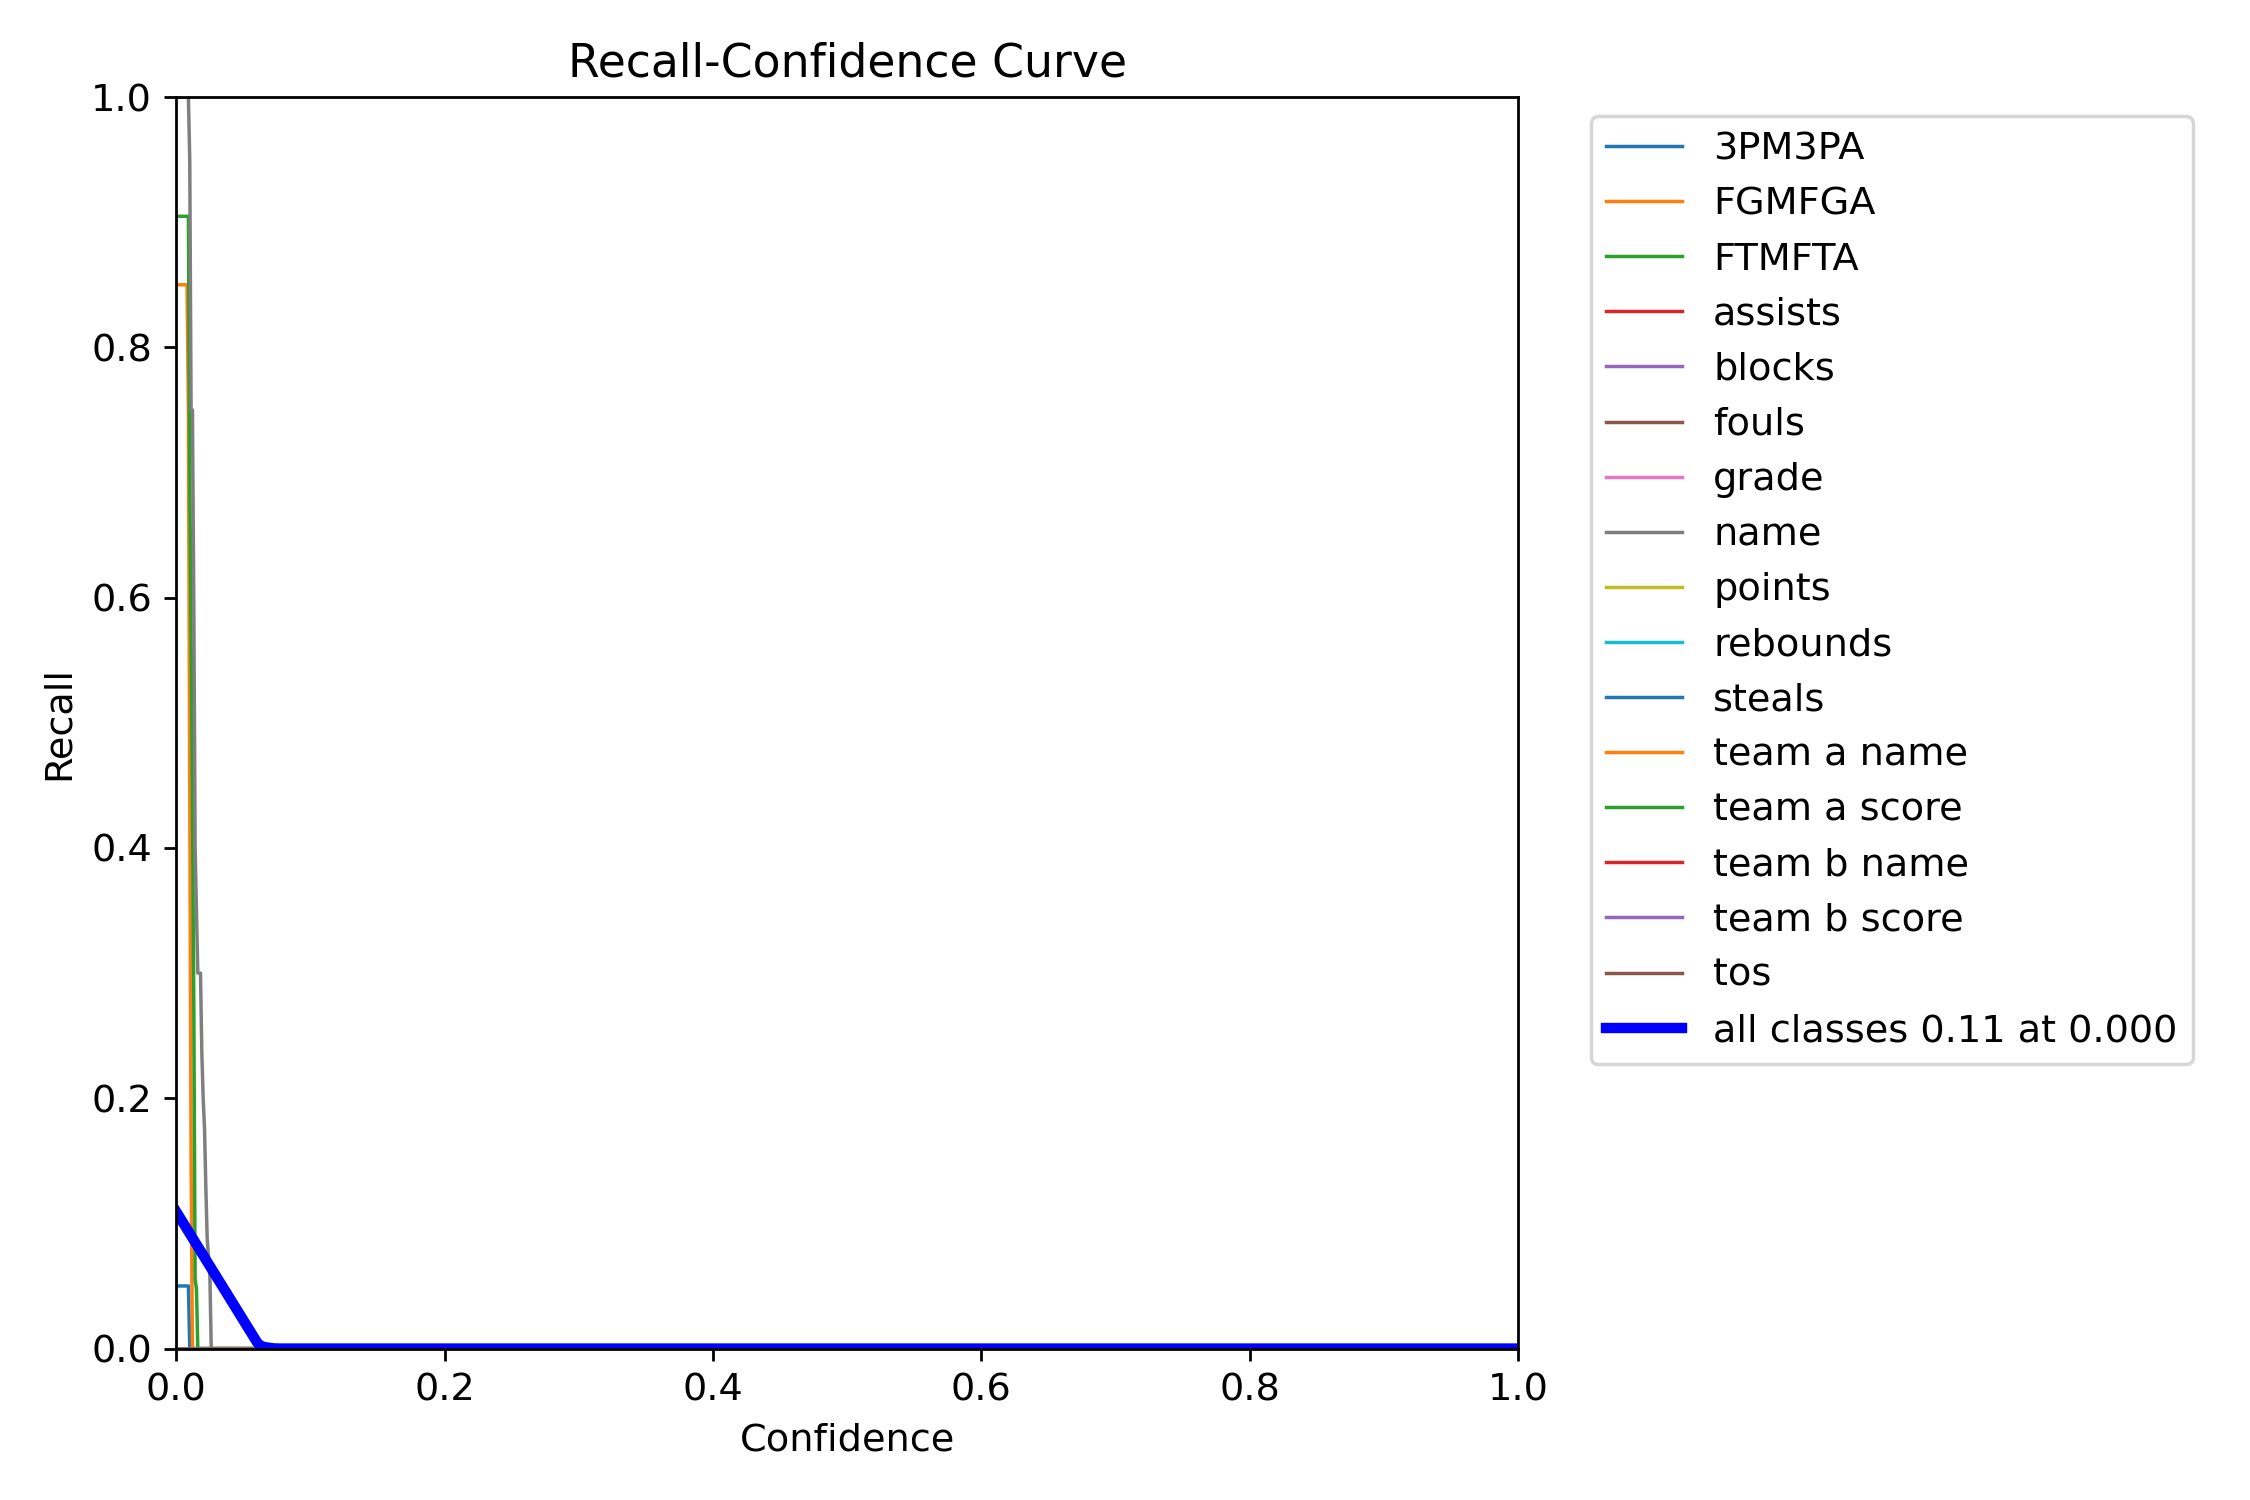 Recall-Confidence Curve
1.0
0.8
0.6
0.4
0.2
0.0
Recall
0.0 0.2 0.4 0.6 0.8 1.0
Confidence
3PM3PA
FGMFGA
FTMFTA
assists
blocks
fouls
grade
name
points
rebounds
steals
team a name
team a score
team b name
team b score
tos
all classes 0.11 at 0.000